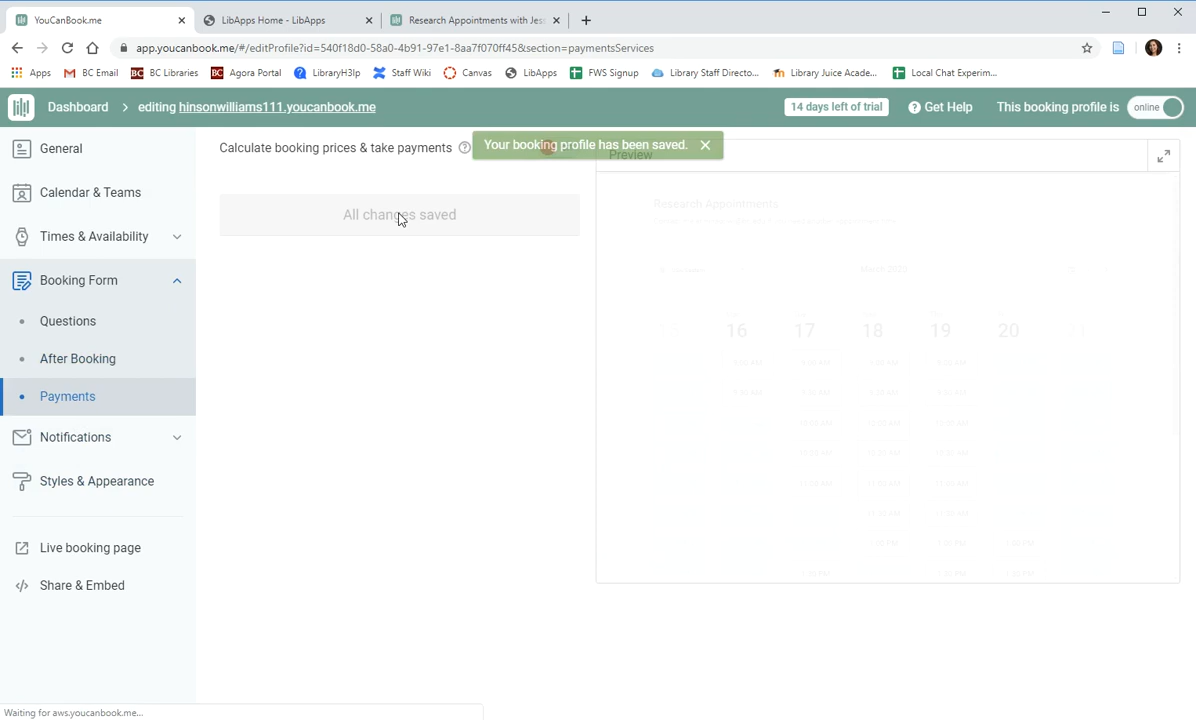 YouCanBook.me
LibApps Home - LibApps
Research Appointments with Jess
app.youcanbook.me/#/editProfile?id=540f18d0-58a0-4b91-97e1-8aa7f070ff45&section=paymentsServices
Apps
BC Email
BC Libraries
Agora Portal
LibraryH3lp
Staff Wiki
Canvas
LibApps
FWS Signup
Library Staff Directo...
Library Juice Acade...
Local Chat Experim...
Dashboard > editing hinsonwilliams111.youcanbook.me
14 days left of trial
Get Help
This booking profile is
online
General
Calendar & Teams
Times & Availability
Booking Form
Questions
After Booking
Payments
Notifications
Styles & Appearance
Live booking page
Share & Embed
Calculate booking prices & take payments
Your booking profile has been saved.
All changes saved
Preview
Research Appointments
March 2020
16 17 18 19 20
Waiting for aws.youcanbook.me...